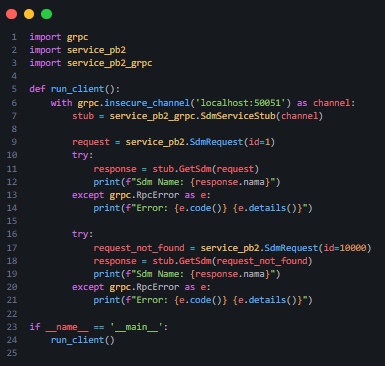 1 import grpc
2 import service_pb2
3 import service_pb2_grpc
4
5 def run_client():
6     with grpc.insecure_channel('localhost:50051') as channel:
7         stub = service_pb2_grpc.SdmServiceStub(channel)
8
9         request = service_pb2.SdmRequest(id=1)
10         try:
11             response = stub.GetSdm(request)
12             print(f"Sdm Name: {response.nama}")
13         except grpc.RpcError as e:
14             print(f"Error: {e.code()} {e.details()}")
15
16         try:
17             request_not_found = service_pb2.SdmRequest(id=10000)
18             response = stub.GetSdm(request_not_found)
19             print(f"Sdm Name: {response.nama}")
20         except grpc.RpcError as e:
21             print(f"Error: {e.code()} {e.details()}")
22
23 if __name__ == '__main__':
24     run_client()
25